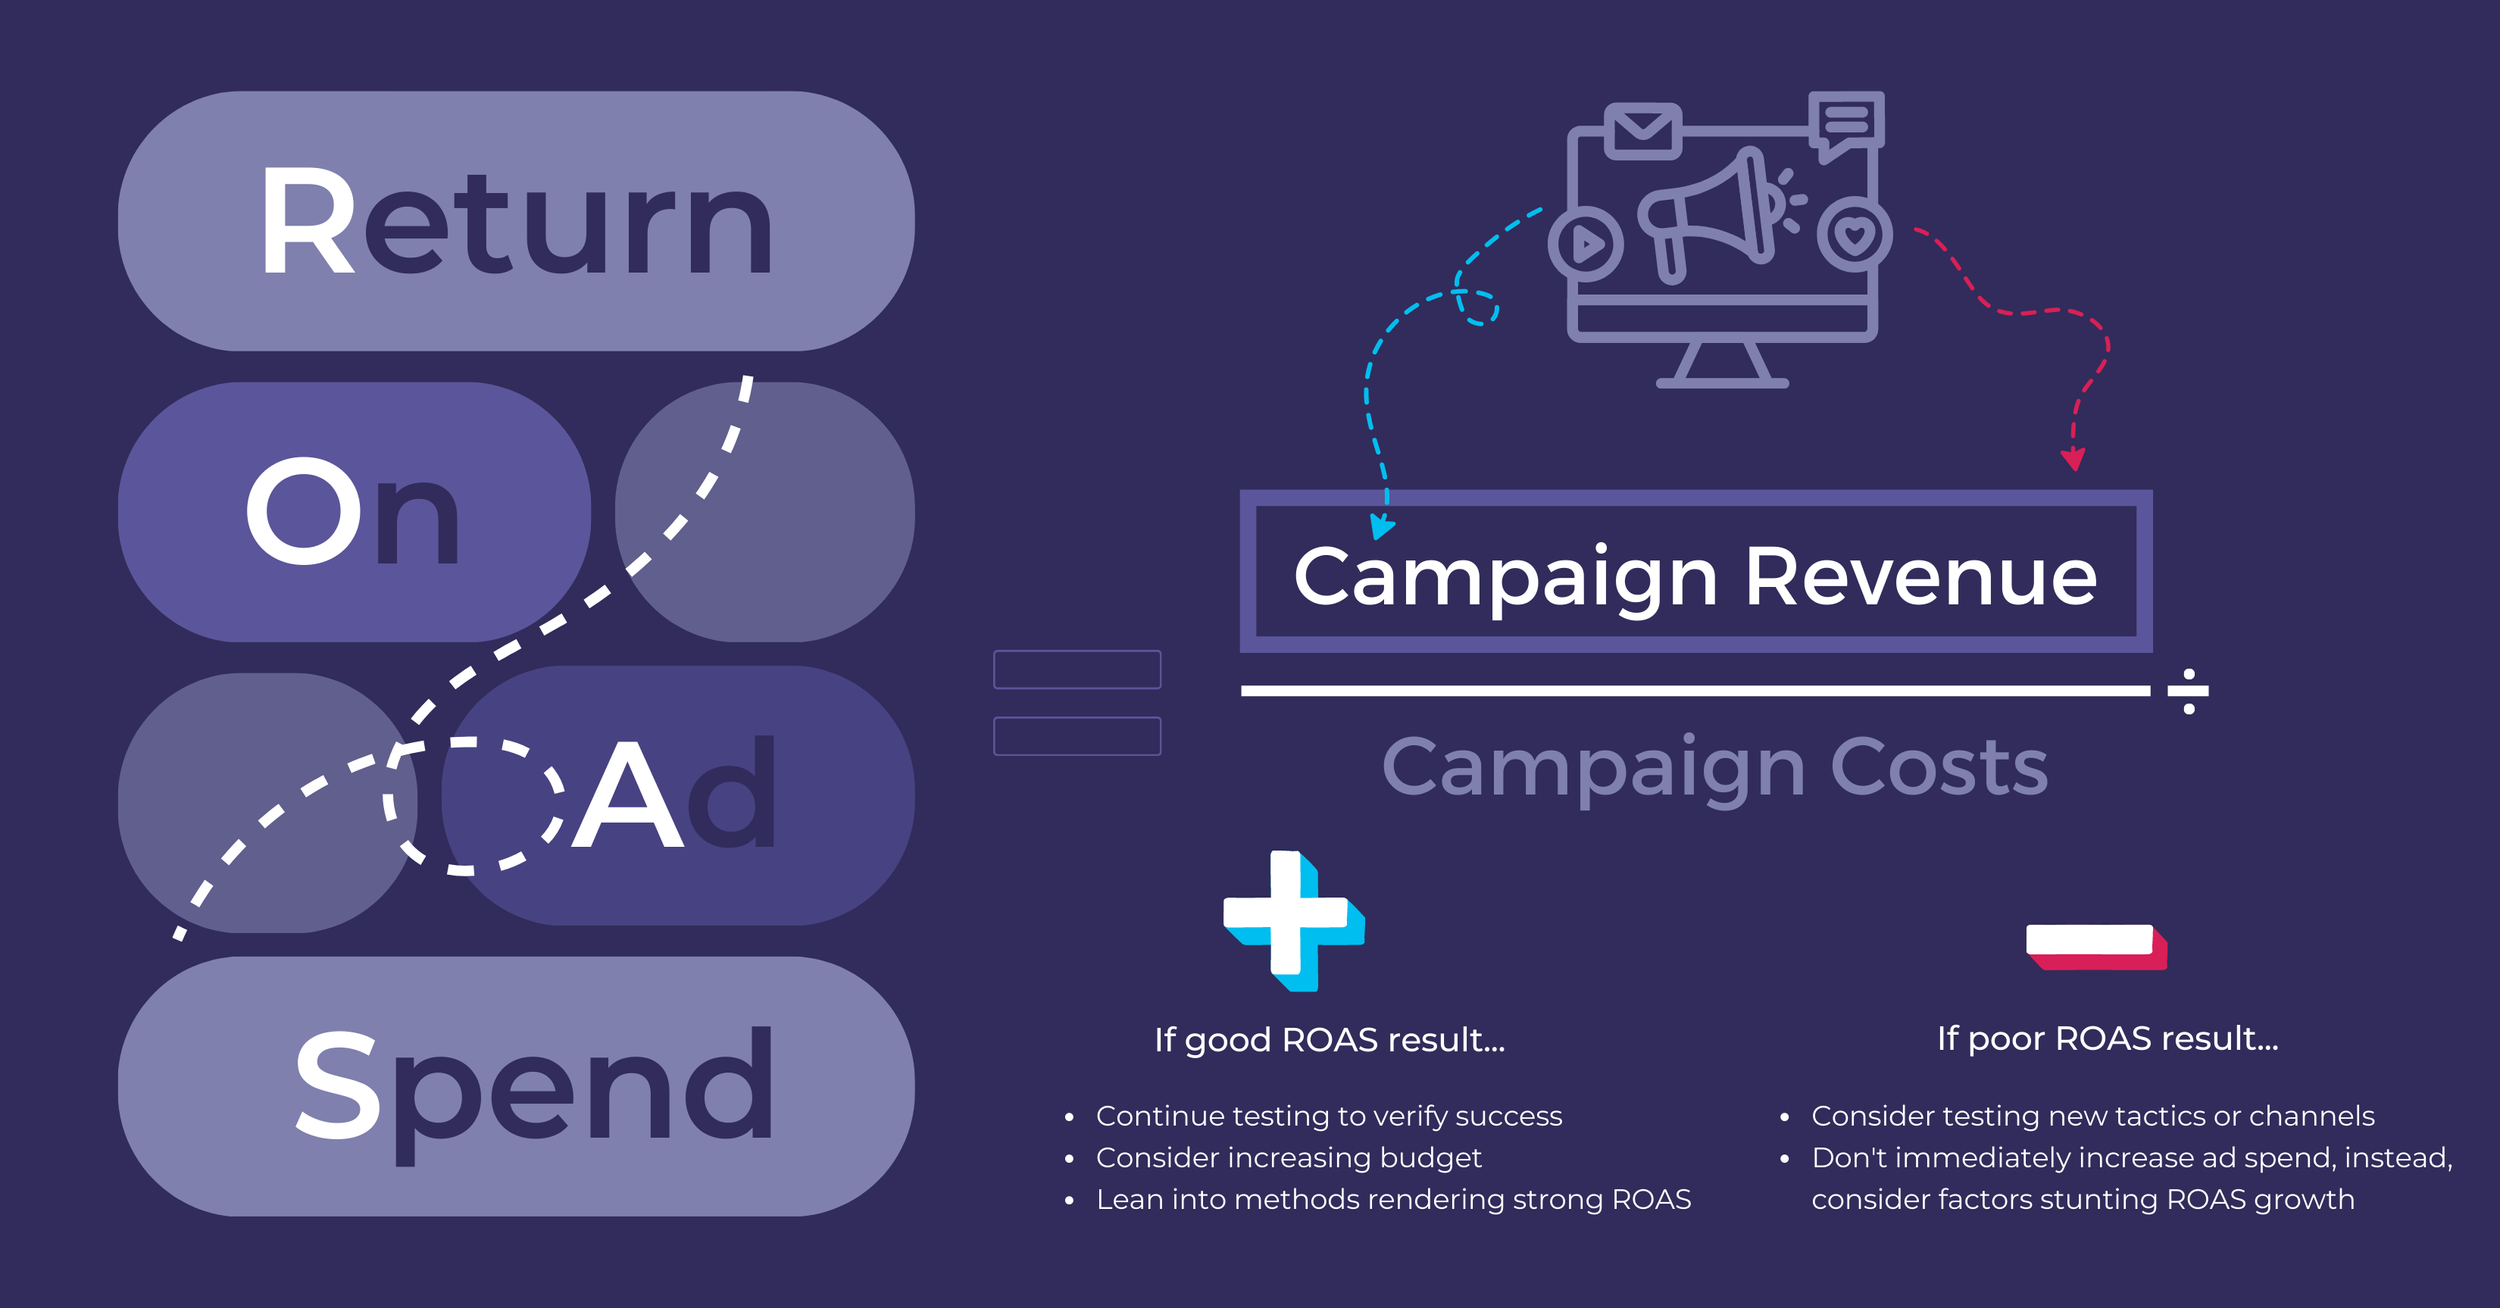 Return
On
Ad
Spend
Campaign Revenue
÷
Campaign Costs
If good ROAS result...
• Continue testing to verify success
• Consider increasing budget
• Lean into methods rendering strong ROAS
If poor ROAS result...
• Consider testing new tactics or channels
• Don't immediately increase ad spend, instead,
consider factors stunting ROAS growth